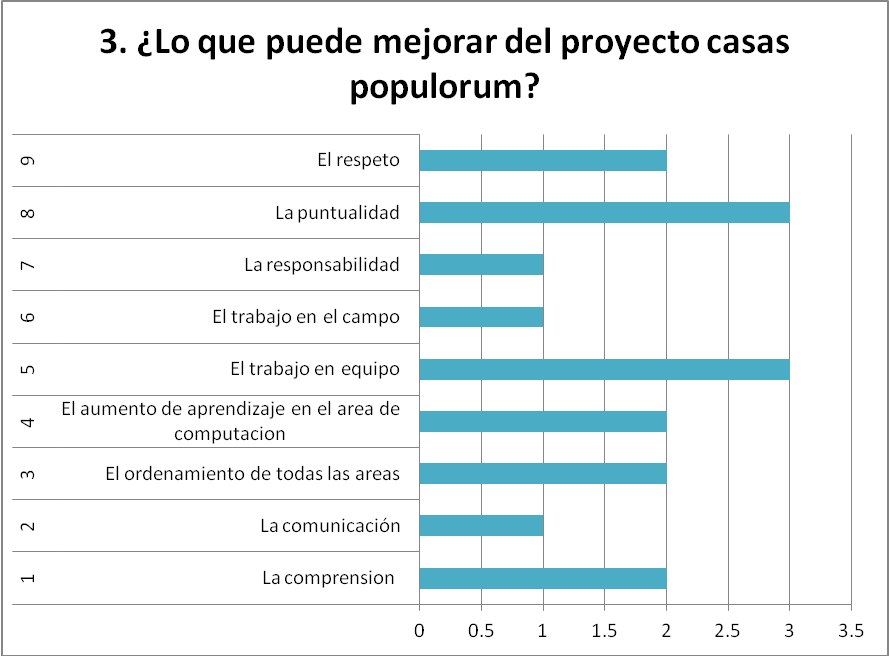 3. ¿Lo que puede mejorar del proyecto casas
populorum?
9 El respeto
8 La puntualidad
7 La responsabilidad
6 El trabajo en el campo
5 El trabajo en equipo
4 El aumento de aprendizaje en el area de
computacion
3 El ordenamiento de todas las areas
2 La comunicación
1 La comprension
0 0.5 1 1.5 2 2.5 3 3.5